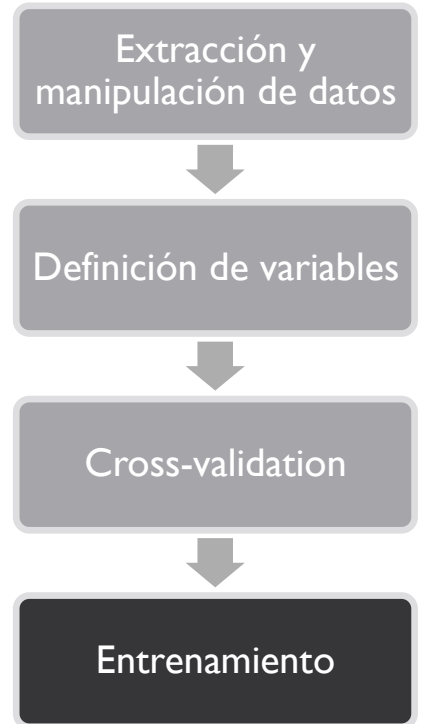 Extracción y
manipulación de datos
Definición de variables
Cross-validation
Entrenamiento